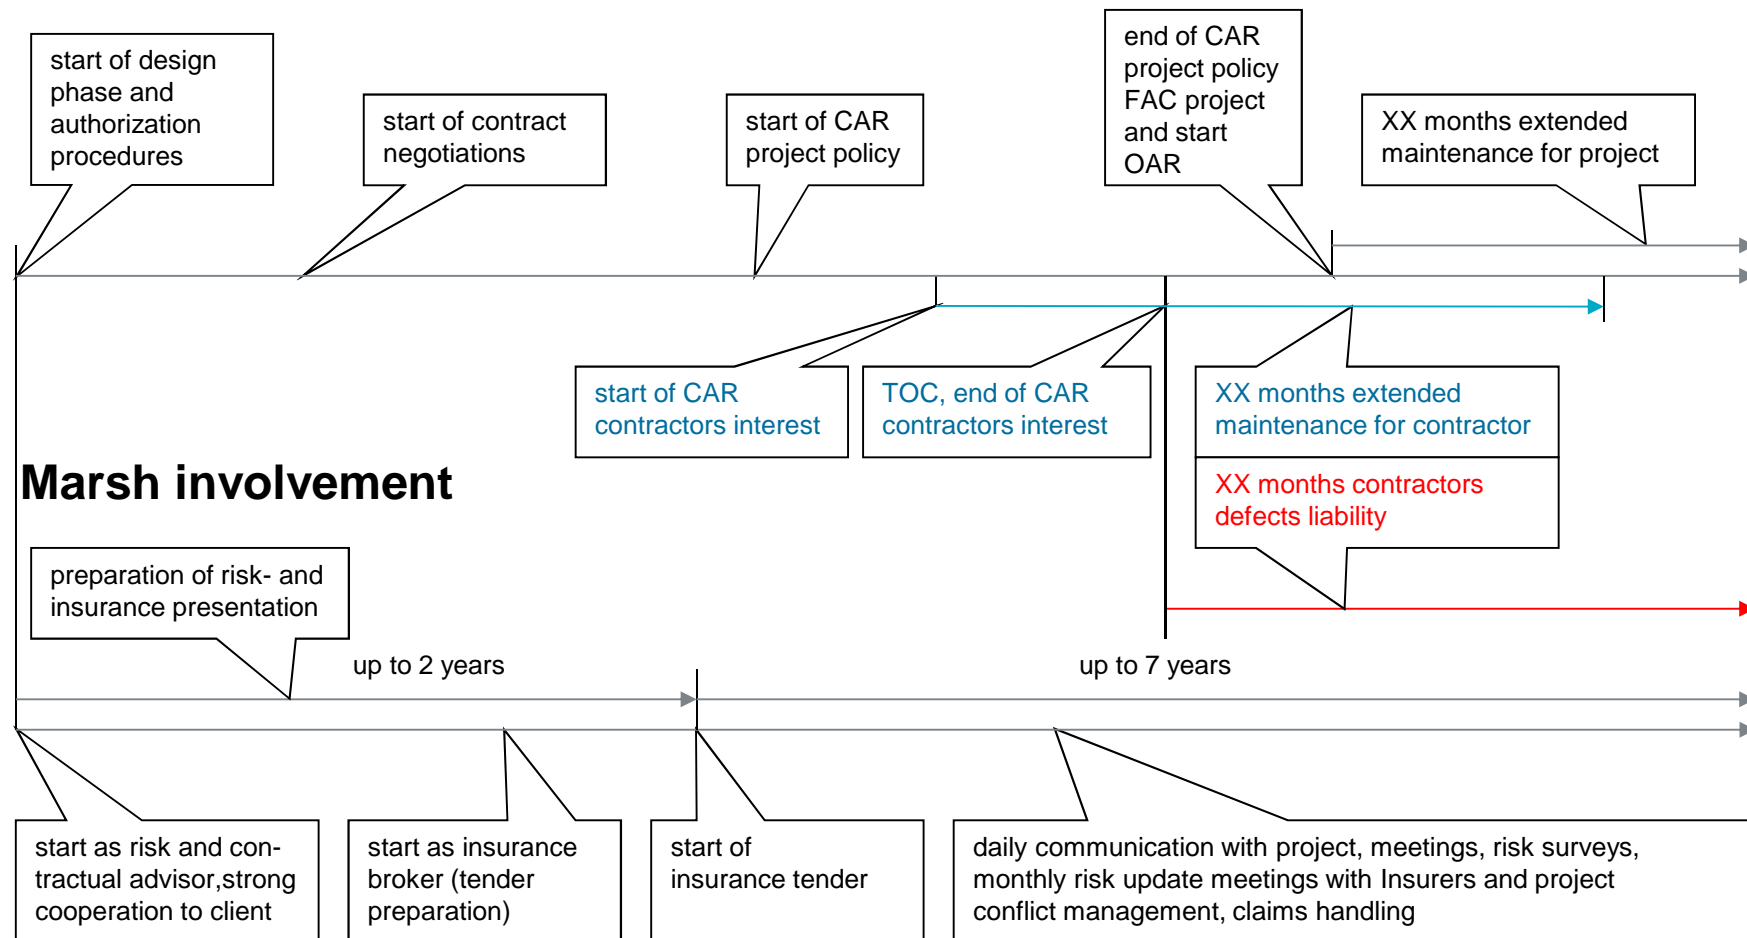 start of design
phase and
authorization
procedures
start of contract
negotiations
start of CAR
project policy
end of CAR
project policy
FAC project
and start
OAR
XX months extended
maintenance for project
start of CAR
contractors interest
TOC, end of CAR
contractors interest
XX months extended
maintenance for contractor
XX months contractors
defects liability
Marsh involvement
preparation of risk- and
insurance presentation
up to 2 years
up to 7 years
start as risk and con-
tractual advisor,strong
cooperation to client
start as insurance
broker (tender
preparation)
start of
insurance tender
daily communication with project, meetings, risk surveys,
monthly risk update meetings with Insurers and project
conflict management, claims handling